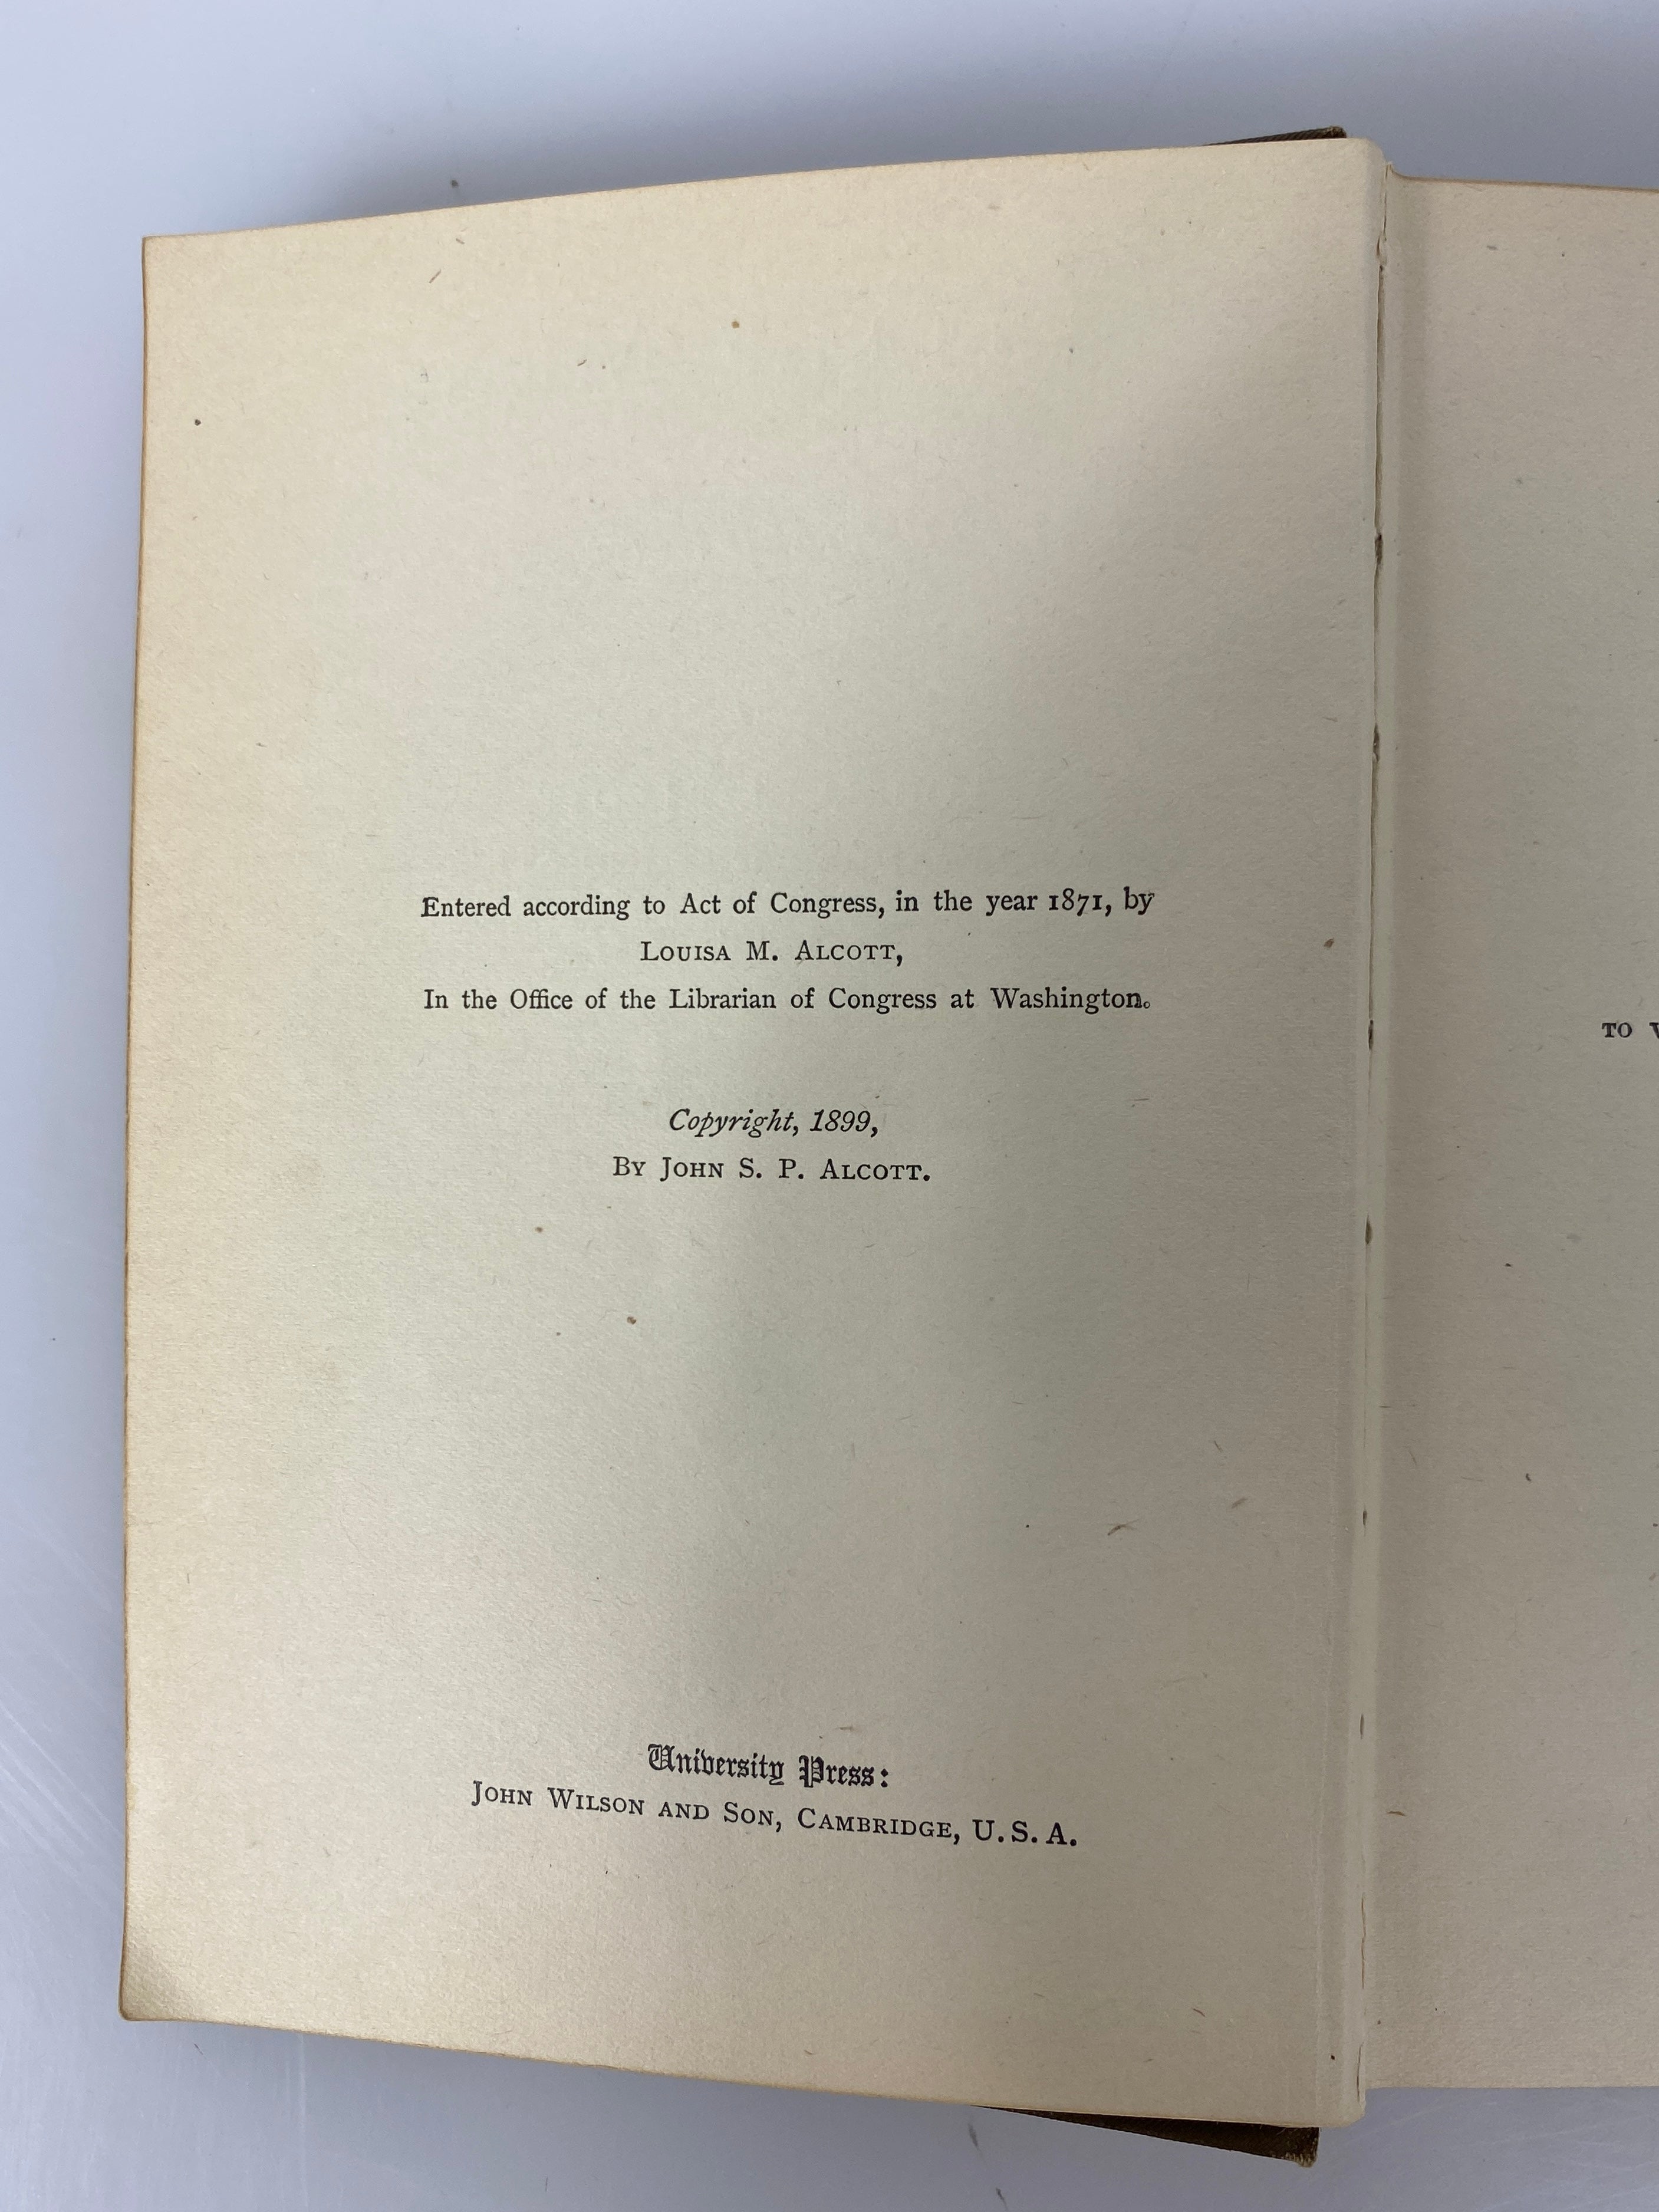 Entered according to Act of Congress, in the year 1871, by
LOUISA M. ALCOTT,
In the Office of the Librarian of Congress at Washington.
Copyright, 1899,
BY JOHN S. P. ALCOTT.
University Press:
JOHN WILSON AND SON, CAMBRIDGE, U. S. A.
TO